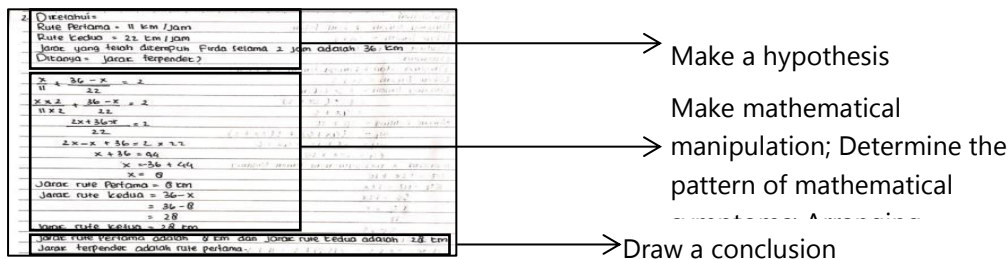 2. Diketahui =
Rute Pertama = 11 km/jam
Rute kedua = 22 km/jam
Jarak yang telah ditempuh Firda selama 2 jam adalah 36 km
Ditanya = Jarak terpendek?
x/11 + 36 - x/22 = 2
x x 2/11 x 2 + 36 - x/22 = 2
2x + 36 - x/22 = 2
2x - x + 36 = 2 x 22
x + 36 = 44
x = -36 + 44
x = 8
Jarak rute Pertama = 8 km
Jarak rute kedua = 36 - x
= 36 - 8
= 28
Jarak rute kedua = 28 km
Jarak rute pertama adalah 8 km dan jarak rute kedua adalah 28 km
Jarak terpendek adalah rute pertama
Make a hypothesis
Make mathematical
manipulation; Determine the
pattern of mathematical
Draw a conclusion